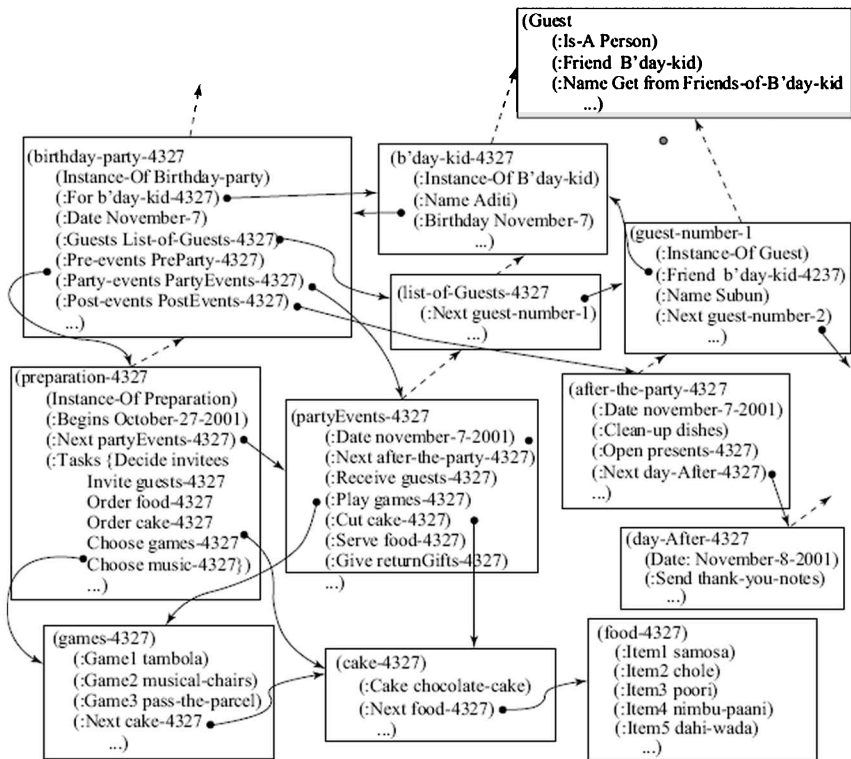 (Guest
(:Is-A Person)
(:Friend B'day-kid)
(:Name Get from Friends-of-B'day-kid
...)
(birthday-party-4327
(Instance-Of Birthday-party)
(:For b'day-kid-4327)
(:Date November-7)
(:Guests List-of-Guests-4327)
(:Pre-events PreParty-4327)
(:Party-events PartyEvents-4327)
(:Post-events PostEvents-4327)
...)
(b'day-kid-4327
(:Instance-Of B'day-kid)
(:Name Aditi)
(:Birthday November-7)
...)
(list-of-Guests-4327
(:Next guest-number-1)
...)
(guest-number-1
(:Instance-Of Guest)
(:Friend b'day-kid-4237)
(:Name Subun)
(:Next guest-number-2)
...)
(preparation-4327
(Instance-Of Preparation)
(:Begins October-27-2001)
(:Next partyEvents-4327)
(:Tasks {Decide invitees
Invite guests-4327
Order food-4327
Order cake-4327
Choose games-4327
Choose music-4327})
...)
(partyEvents-4327
(:Date november-7-2001)
(:Next after-the-party-4327)
(:Receive guests-4327)
(:Play games-4327)
(:Cut cake-4327)
(:Serve food-4327)
(:Give returnGifts-4327)
...)
(after-the-party-4327
(:Date november-7-2001)
(:Clean-up dishes)
(:Open presents-4327)
(:Next day-After-4327)
...)
(day-After-4327
(Date: November-8-2001)
(:Send thank-you-notes)
...)
(games-4327)
(:Game1 tambola)
(:Game2 musical-chairs)
(:Game3 pass-the-parcel)
(:Next cake-4327
...)
(cake-4327)
(:Cake chocolate-cake)
(:Next food-4327)
...)
(food-4327)
(:Item1 samosa)
(:Item2 chole)
(:Item3 poori)
(:Item4 nimbu-paani)
(:Item5 dahi-wada)
...)